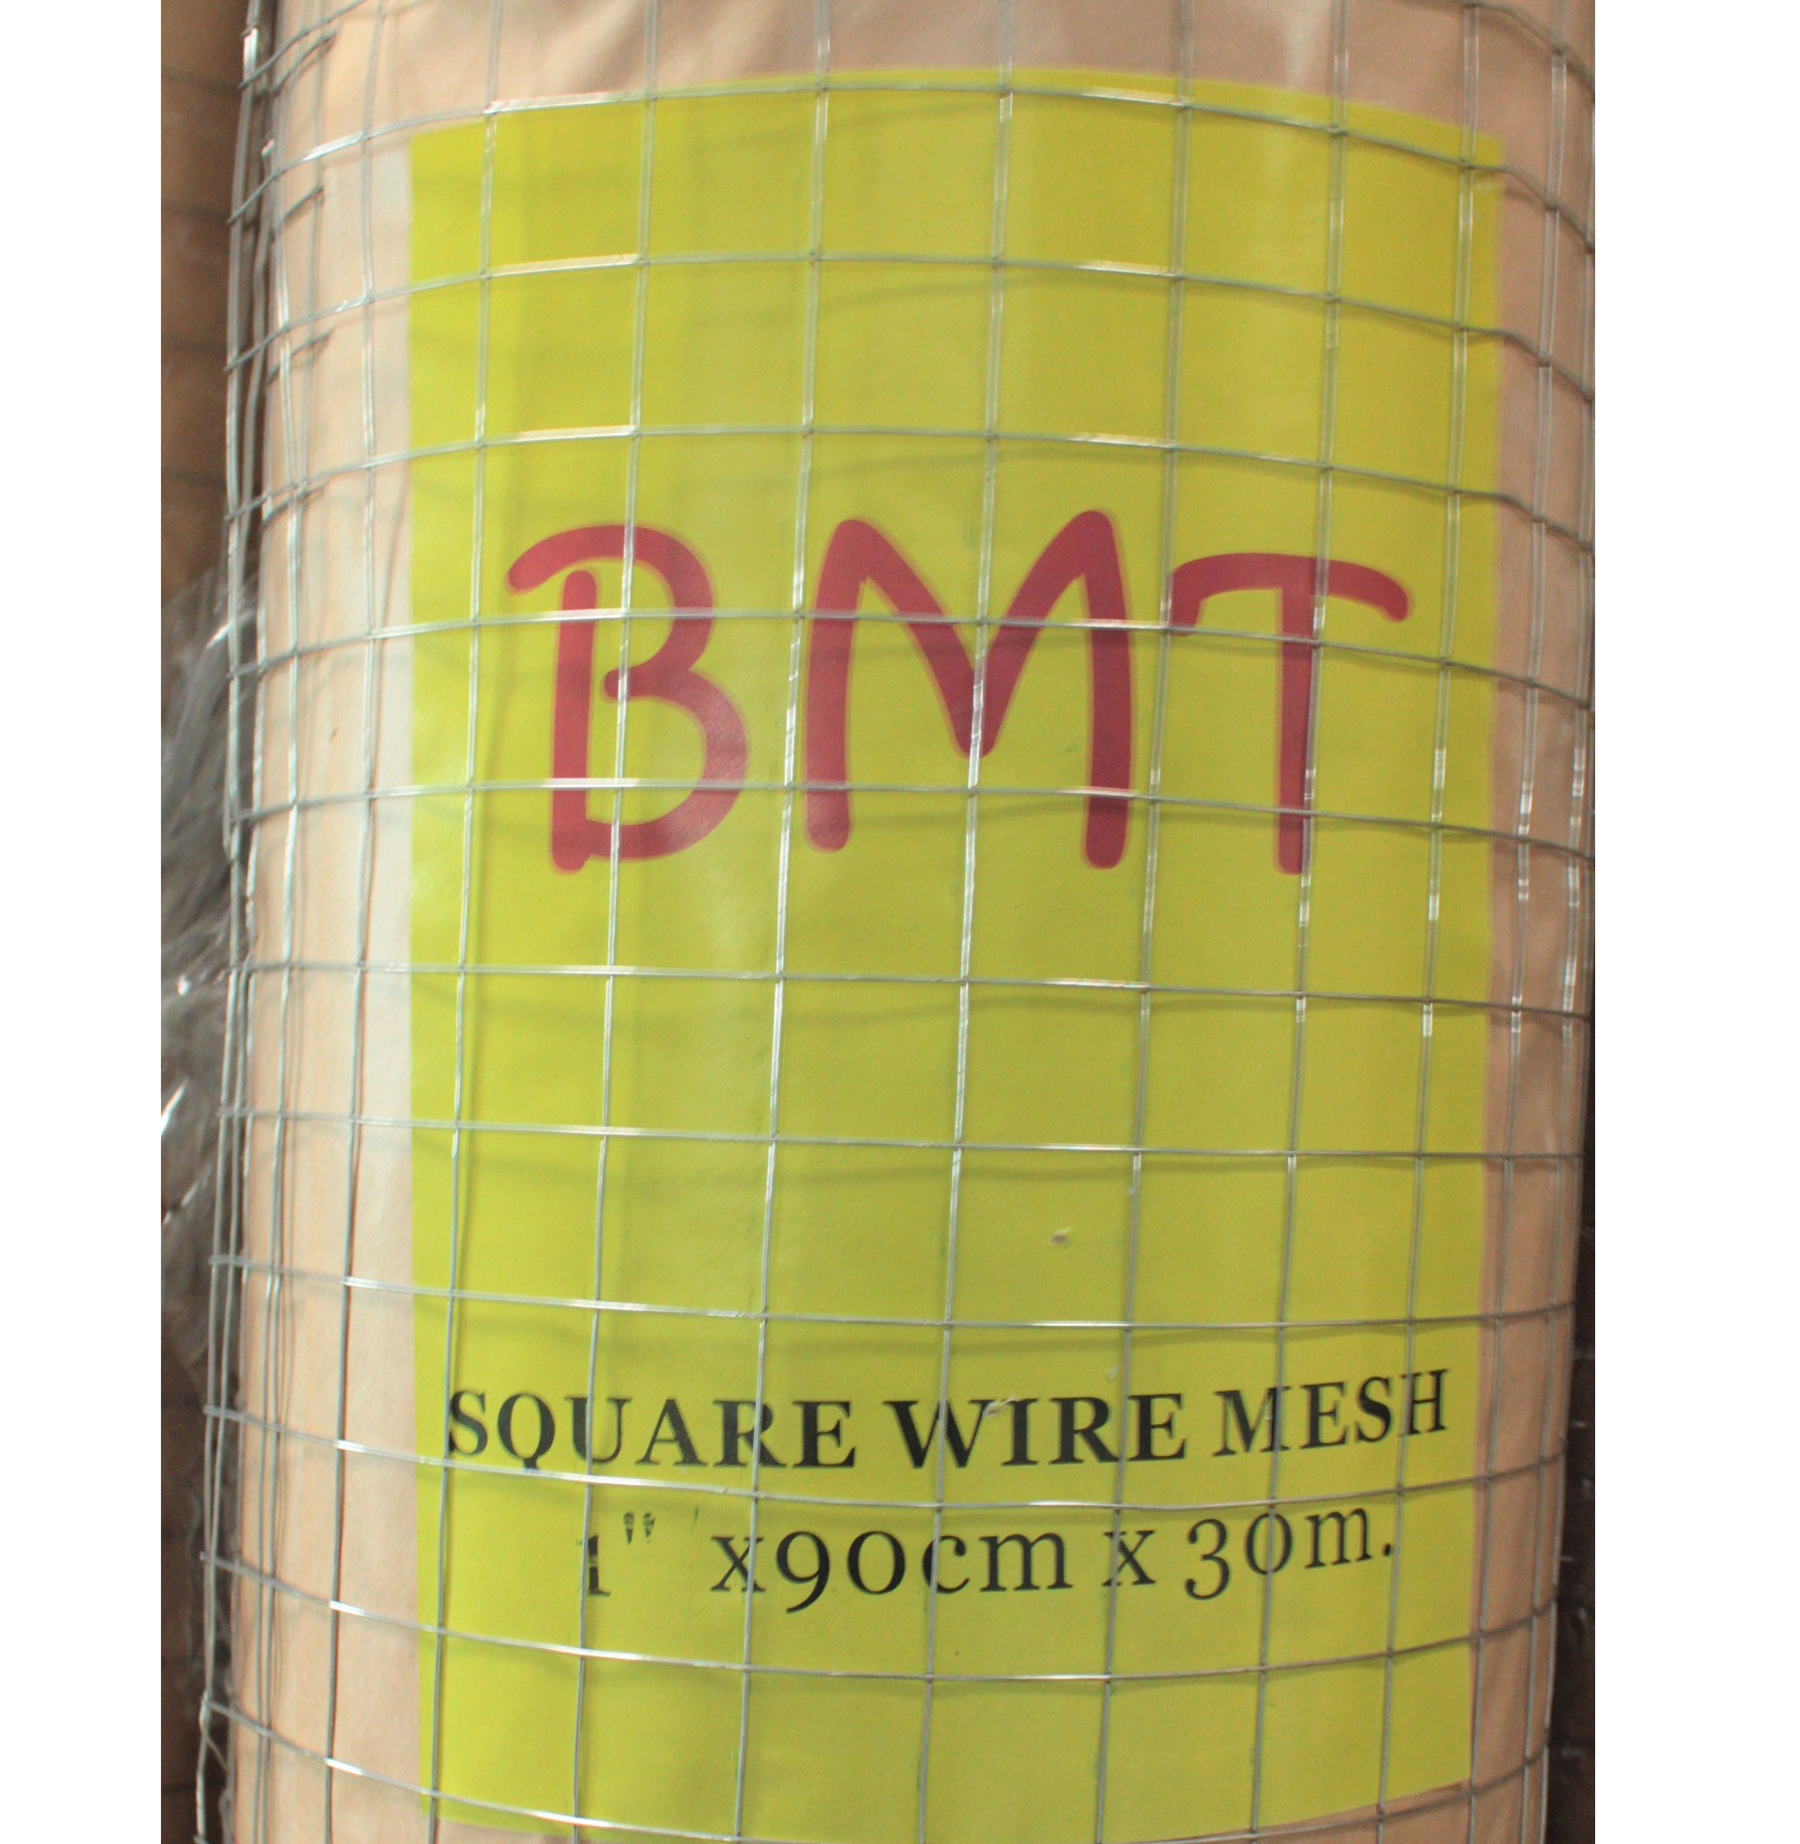 BMT
SQUARE WIRE MESH
1" x90cm x 30m.